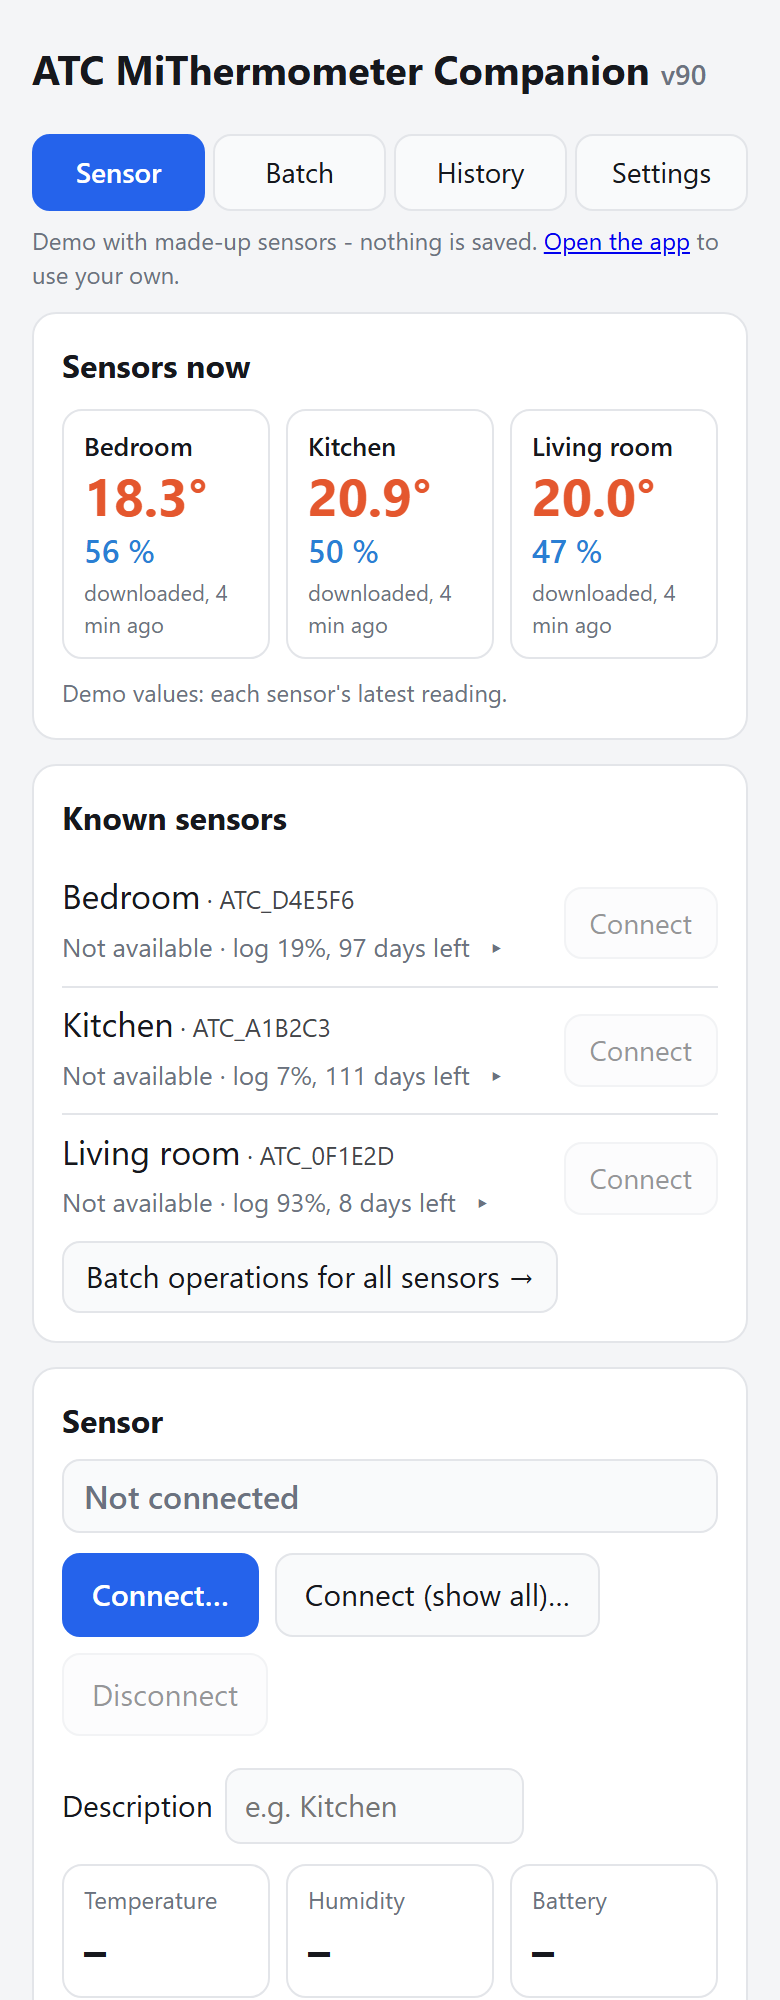 ATC MiThermometer Companion v90
Sensor
Batch
History
Settings
Demo with made-up sensors - nothing is saved. Open the app to
use your own.
Sensors now
Bedroom
18.3°
56 %
downloaded, 4
min ago
Kitchen
20.9°
50 %
downloaded, 4
min ago
Living room
20.0°
47 %
downloaded, 4
min ago
Demo values: each sensor's latest reading.
Known sensors
Bedroom · ATC_D4E5F6
Not available · log 19%, 97 days left ▸
Connect
Kitchen · ATC_A1B2C3
Not available · log 7%, 111 days left ▸
Connect
Living room · ATC_0F1E2D
Not available · log 93%, 8 days left ▸
Connect
Batch operations for all sensors →
Sensor
Not connected
Connect...
Connect (show all)...
Disconnect
Description
e.g. Kitchen
Temperature
–
Humidity
–
Battery
–